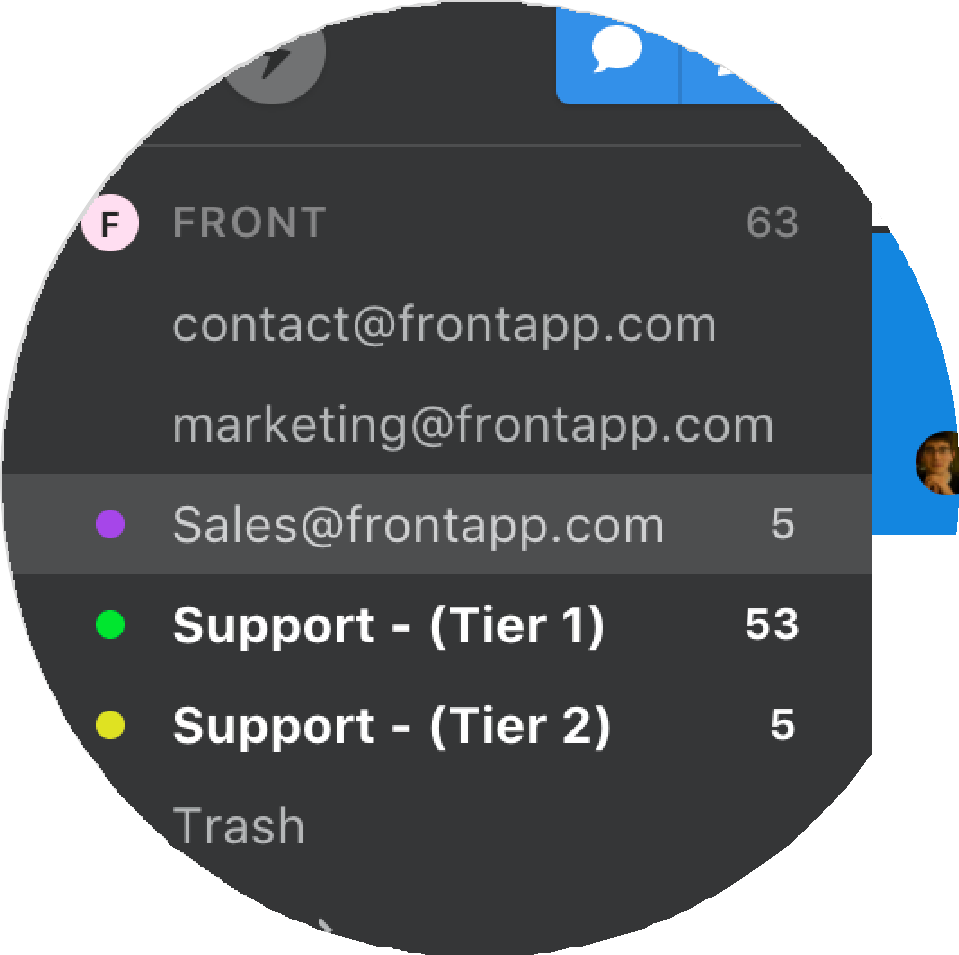 F FRONT 63
contact@frontapp.com
marketing@frontapp.com
Sales@frontapp.com 5
Support - (Tier 1) 53
Support - (Tier 2) 5
Trash